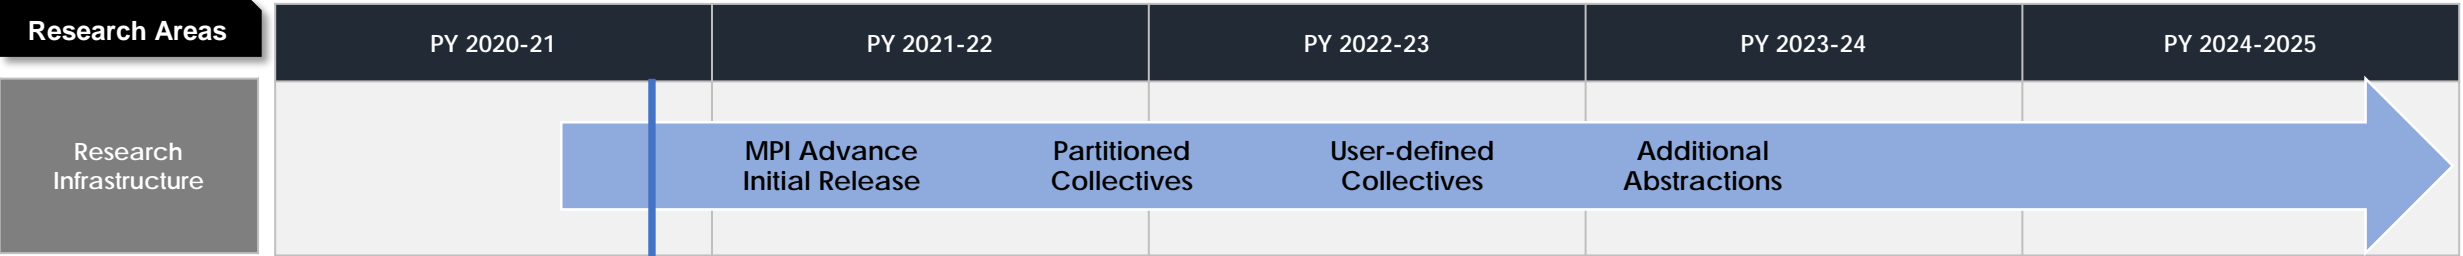 Research Areas
PY 2020-21
PY 2021-22
PY 2022-23
PY 2023-24
PY 2024-2025
Research
Infrastructure
MPI Advance
Initial Release
Partitioned
Collectives
User-defined
Collectives
Additional
Abstractions